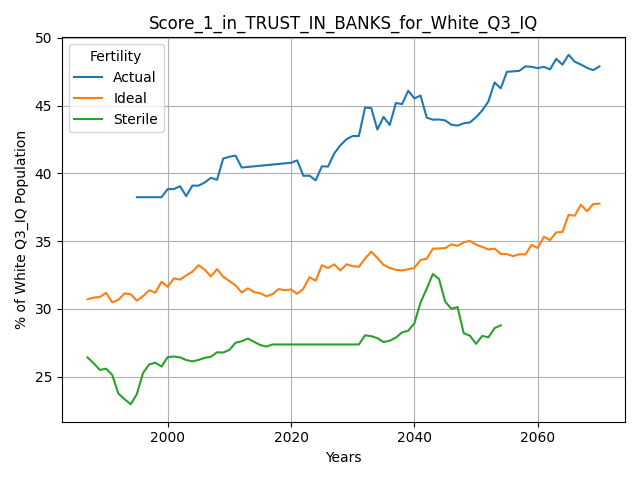 Score_1_in_TRUST_IN_BANKS_for_White_Q3_IQ
Fertility
Actual
Ideal
Sterile
% of White Q3_IQ Population
50
45
40
35
30
25
2000
2020
2040
2060
Years